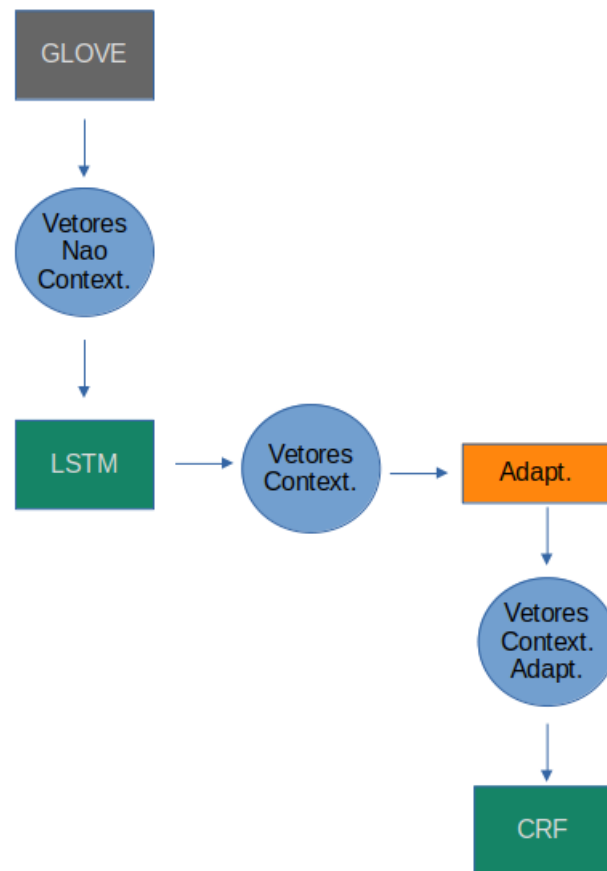 GLOVE
Vetores
Nao
Context.
LSTM
Vetores
Context.
Adapt.
Vetores
Context.
Adapt.
CRF